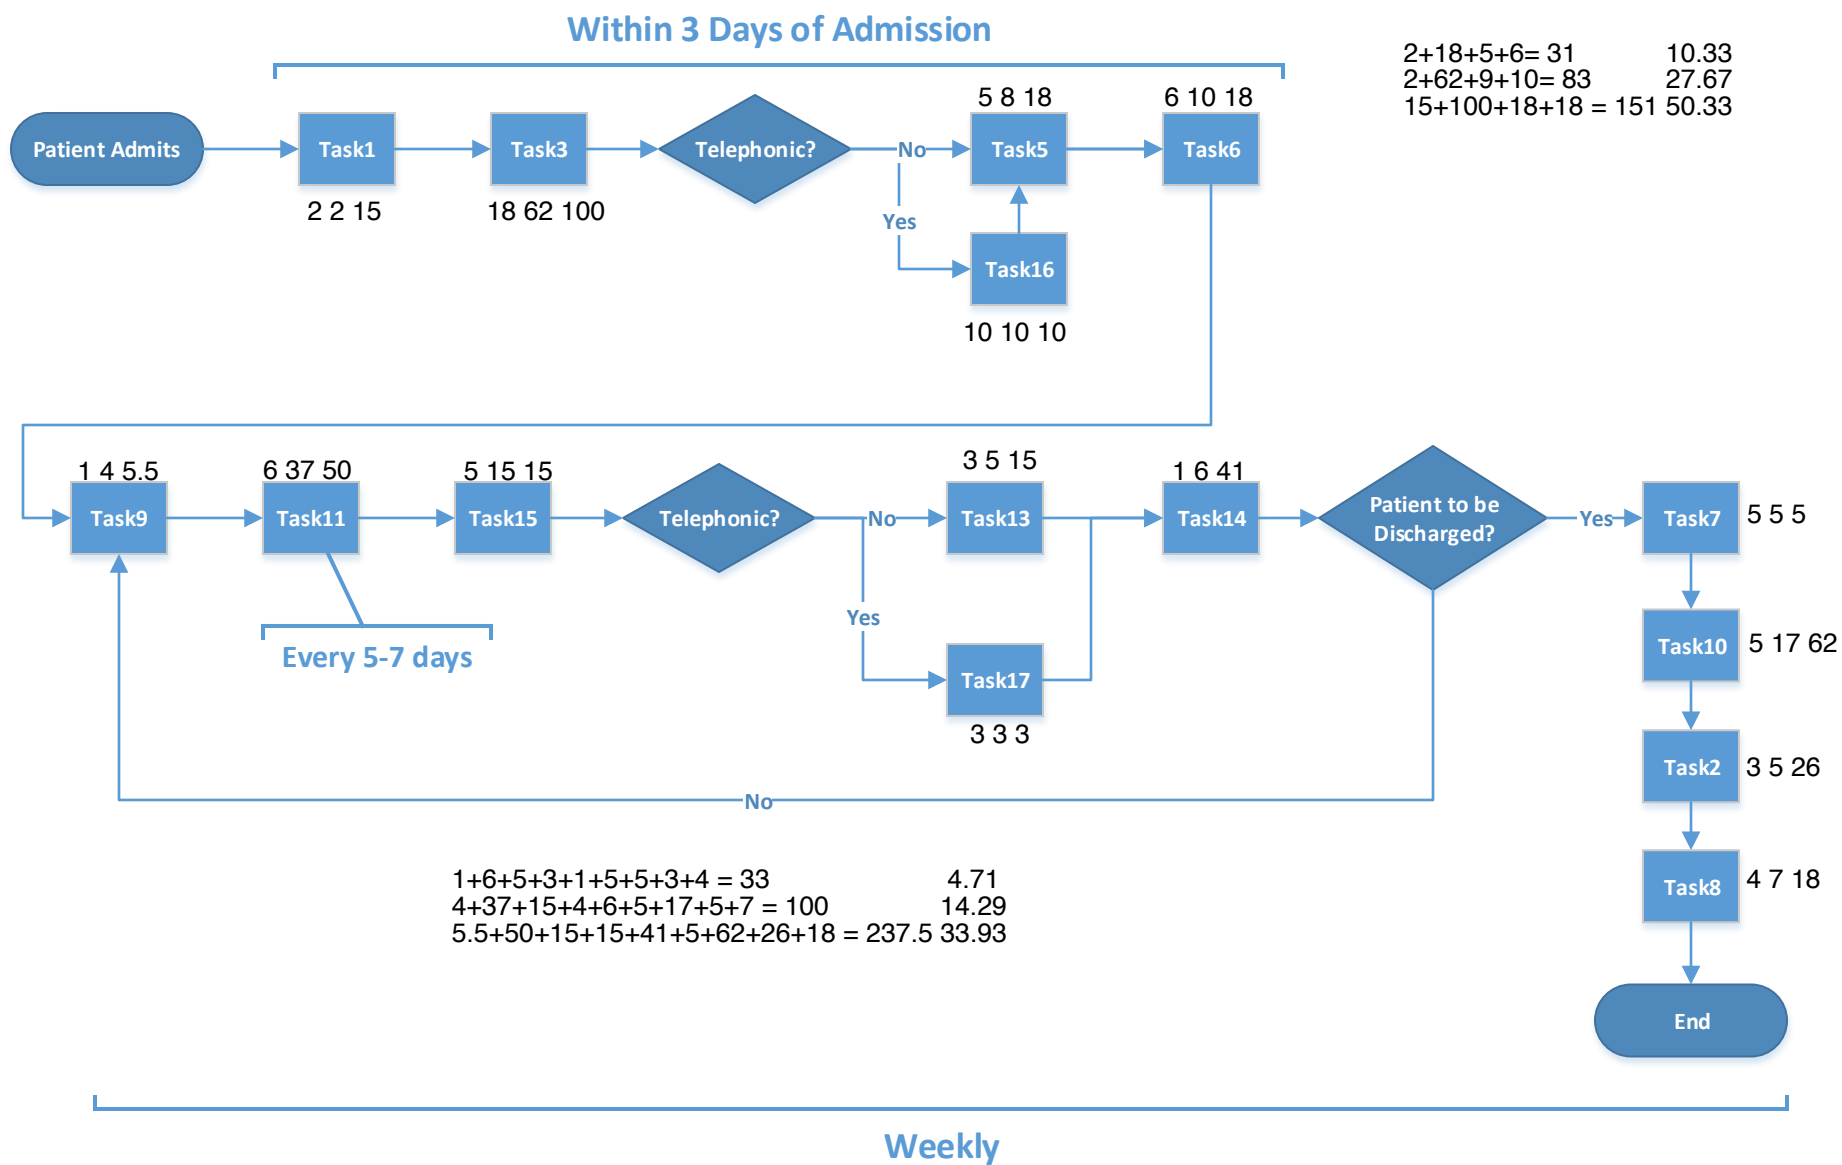 Within 3 Days of Admission
2+18+5+6= 31 10.33
2+62+9+10= 83 27.67
15+100+18+18 = 151 50.33
5 8 18
6 10 18
Patient Admits
Task1
Task3
Telephonic?
No
Task5
Task6
2 2 15
18 62 100
Yes
Task16
10 10 10
1 4 5.5
6 37 50
5 15 15
3 5 15
1 6 41
Task9
Task11
Task15
Telephonic?
No
Task13
Task14
Patient to be
Discharged?
Yes
Task7
5 5 5
Yes
Every 5-7 days
Task17
3 3 3
Task10
5 17 62
Task2
3 5 26
No
Task8
4 7 18
1+6+5+3+1+5+5+3+4 = 33 4.71
4+37+15+4+6+5+17+5+7 = 100 14.29
5.5+50+15+15+41+5+62+26+18 = 237.5 33.93
End
Weekly